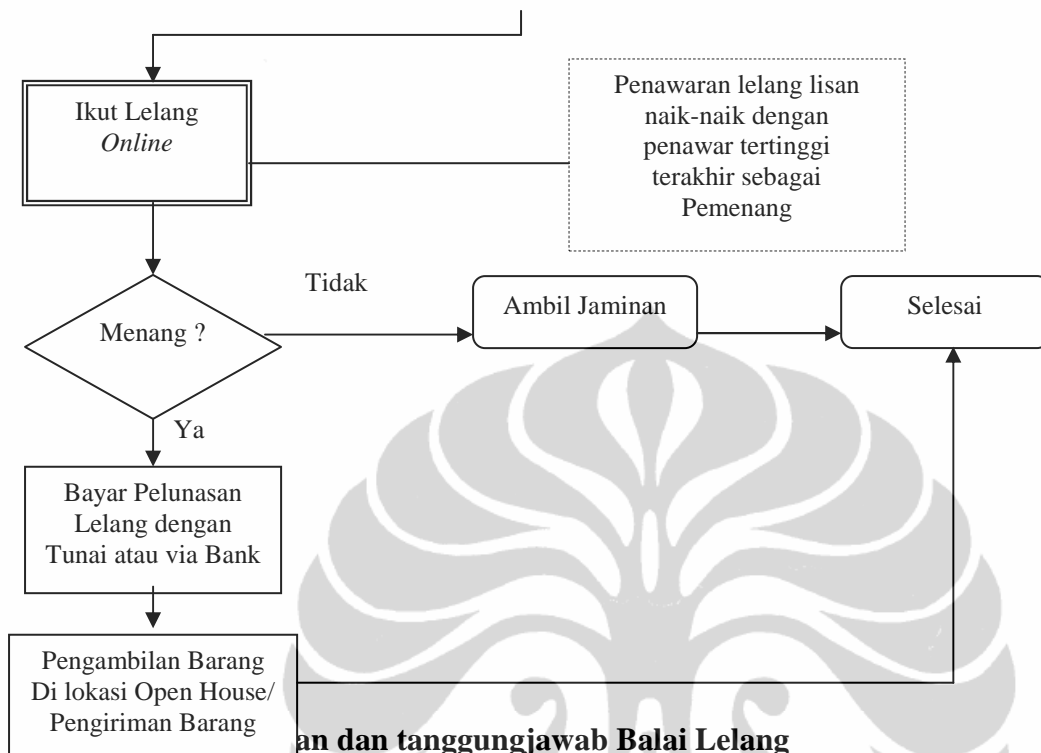 Ikut Lelang
Online
Penawaran lelang lisan
naik-naik dengan
penawar tertinggi
terakhir sebagai
Pemenang
Menang ?
Tidak
Ambil Jaminan
Selesai
Ya
Bayar Pelunasan
Lelang dengan
Tunai atau via Bank
Pengambilan Barang
Di lokasi Open House/
Pengiriman Barang
an dan tanggungjawab Balai Lelang